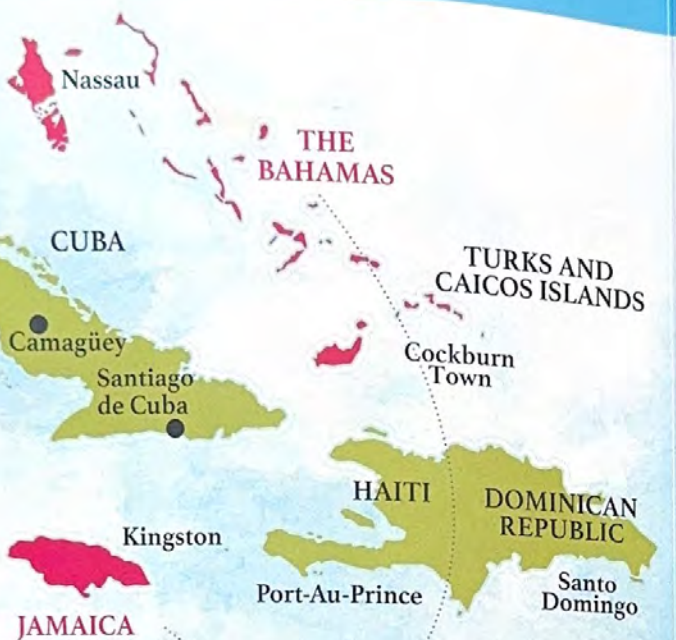 Nassau
THE
BAHAMAS
CUBA
TURKS AND
CAICOS ISLANDS
Camagüey
Cockburn
Town
Santiago
de Cuba
HAITI
DOMINICAN
REPUBLIC
Kingston
Port-Au-Prince
Santo
Domingo
JAMAICA